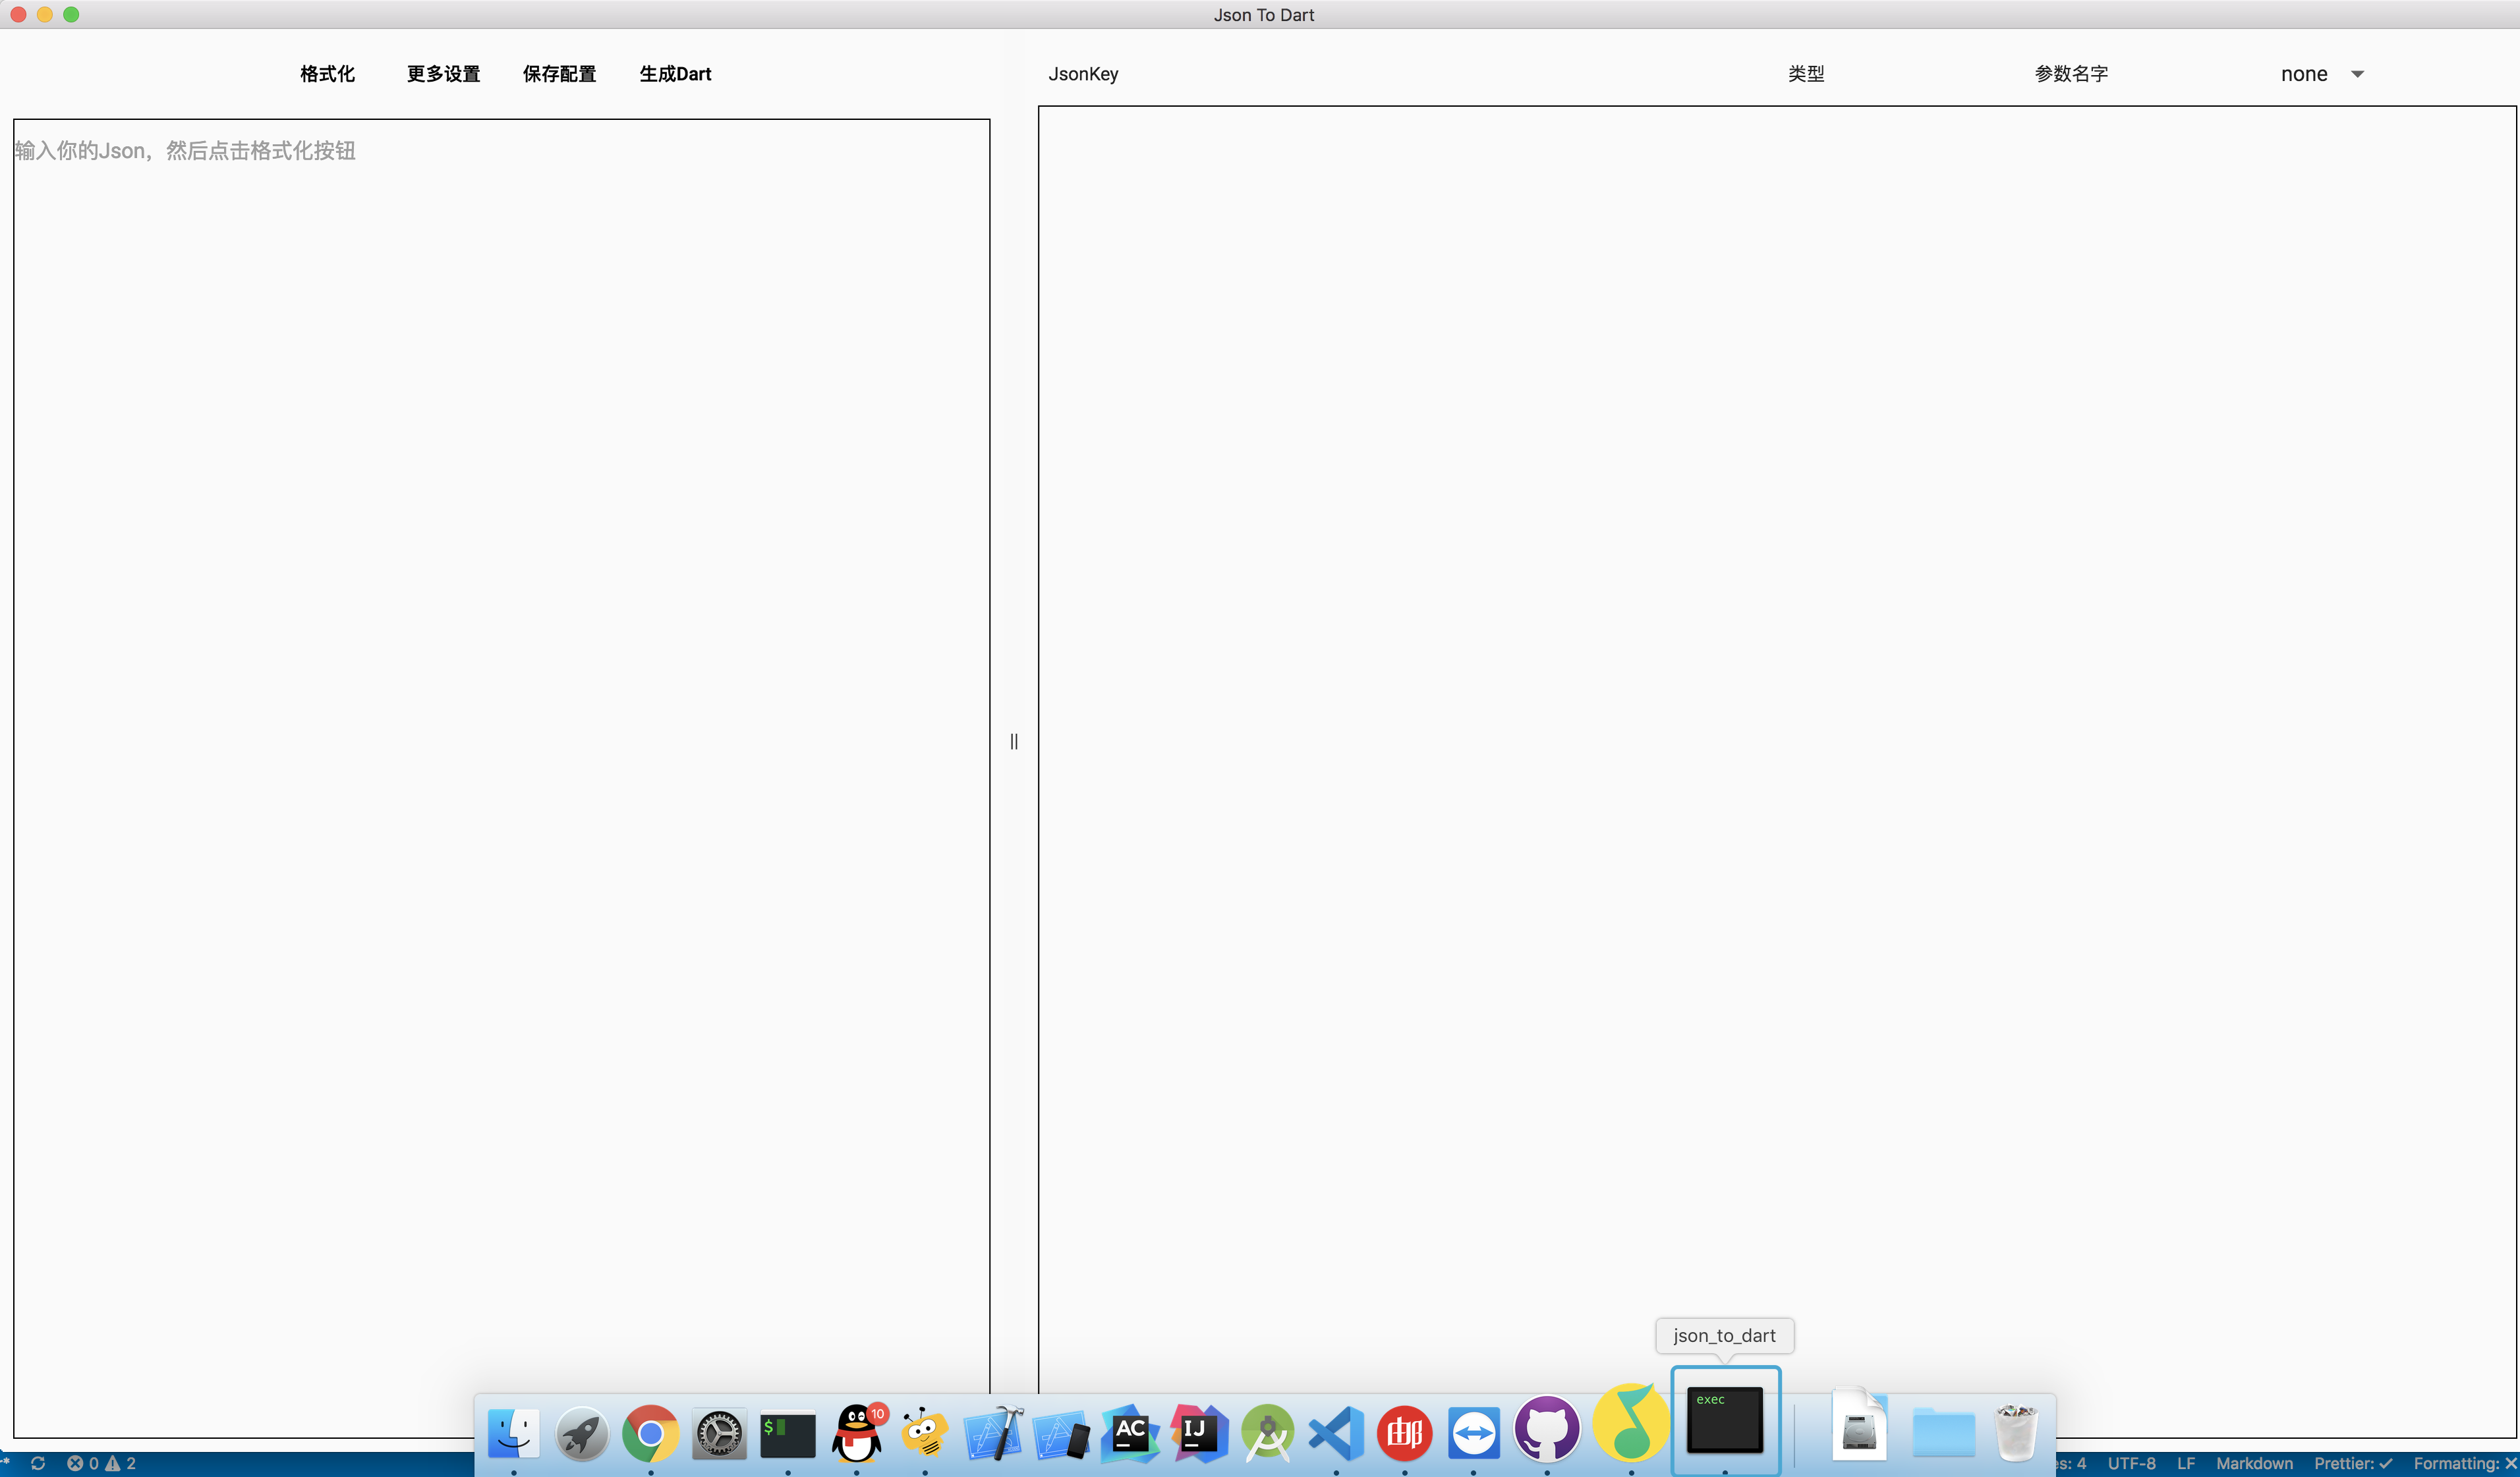 Json To Dart
格式化 更多设置 保存配置 生成Dart JsonKey 类型 参数名字 none
输入你的Json，然后点击格式化按钮
||
json_to_dart
exec
10
$
AC
IJ
0 2 es: 4 UTF-8 LF Markdown Prettier: ✓ Formatting: ✕